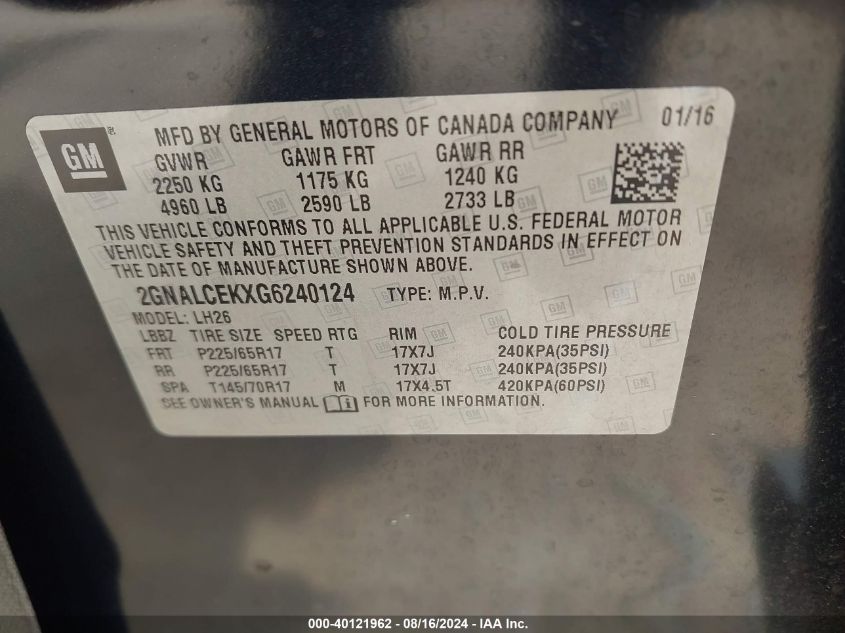 GM
MFD BY GENERAL MOTORS OF CANADA COMPANY 01/16
GVWR GAWR FRT GAWR RR
2250 KG 1175 KG 1240 KG
4960 LB 2590 LB 2733 LB
THIS VEHICLE CONFORMS TO ALL APPLICABLE U.S. FEDERAL MOTOR
VEHICLE SAFETY AND THEFT PREVENTION STANDARDS IN EFFECT ON
THE DATE OF MANUFACTURE SHOWN ABOVE.
2GNALCEKXG6240124 TYPE: M.P.V.
MODEL: LH26
LBBZ TIRE SIZE SPEED RTG RIM COLD TIRE PRESSURE
FRT P225/65R17 T 17X7J 240KPA(35PSI)
RR P225/65R17 T 17X7J 240KPA(35PSI)
SPA T145/70R17 M 17X4.5T 420KPA(60PSI)
SEE OWNER'S MANUAL FOR MORE INFORMATION.
000-40121962 - 08/16/2024 - IAA Inc.